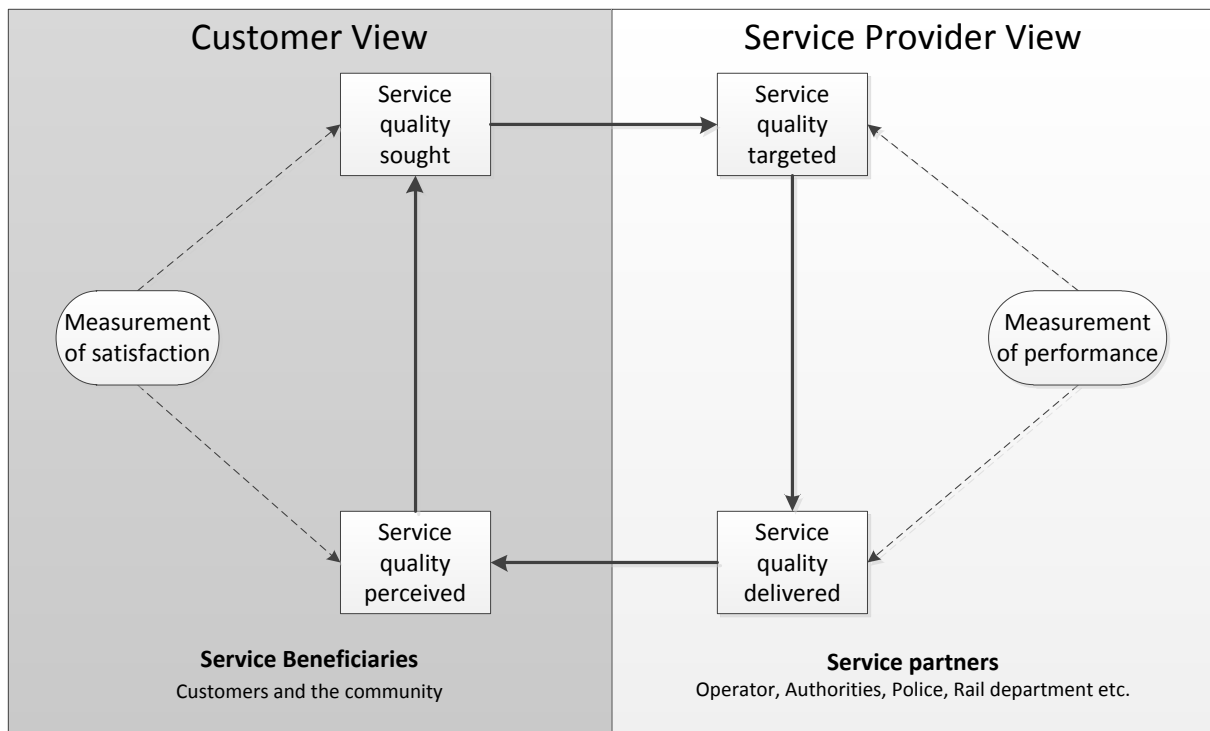 Customer View
Service Provider View
Service
quality
sought
Service
quality
targeted
Measurement
of satisfaction
Measurement
of performance
Service
quality
perceived
Service
quality
delivered
Service Beneficiaries
Customers and the community
Service partners
Operator, Authorities, Police, Rail department etc.